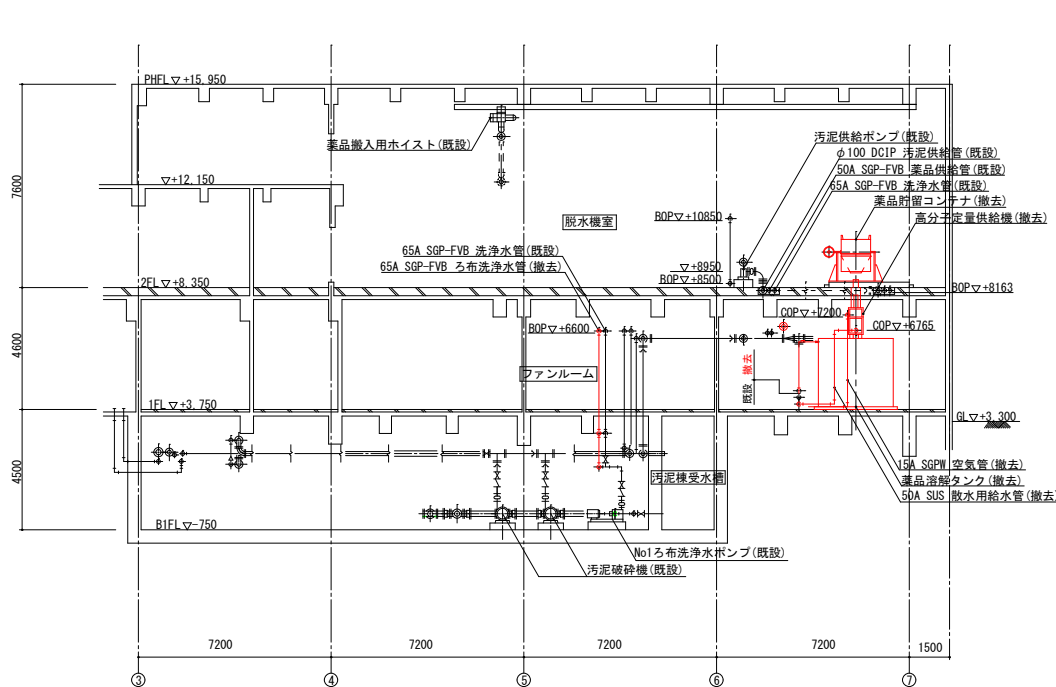 PHFL▽+15.950
薬品搬入用ホイスト(既設)
汚泥供給ポンプ(既設)
φ100 DCIP 汚泥供給管(既設)
50A SGP-FVB 薬品供給管(既設)
65A SGP-FVB 洗浄水管(既設)
薬品貯留コンテナ(撤去)
高分子定量供給機(撤去)
7600
▽+12.150
脱水機室
BOP▽+10850
65A SGP-FVB 洗浄水管(既設)
65A SGP-FVB ろ布洗浄水管(撤去)
▽+8950
BOP▽+8500
2FL▽+8.350
BOP▽+8163
COP▽+7200
COP▽+6765
BOP▽+6600
4600
ファンルーム
撤去
既設
1FL▽+3.750
GL▽+3.300
4500
汚泥棟受水槽
15A SGPW 空気管(撤去)
薬品溶解タンク(撤去)
50A SUS 散水用給水管(撤去)
B1FL▽-750
No1ろ布洗浄水ポンプ(既設)
汚泥破砕機(既設)
7200
7200
7200
7200
1500
③
④
⑤
⑥
⑦